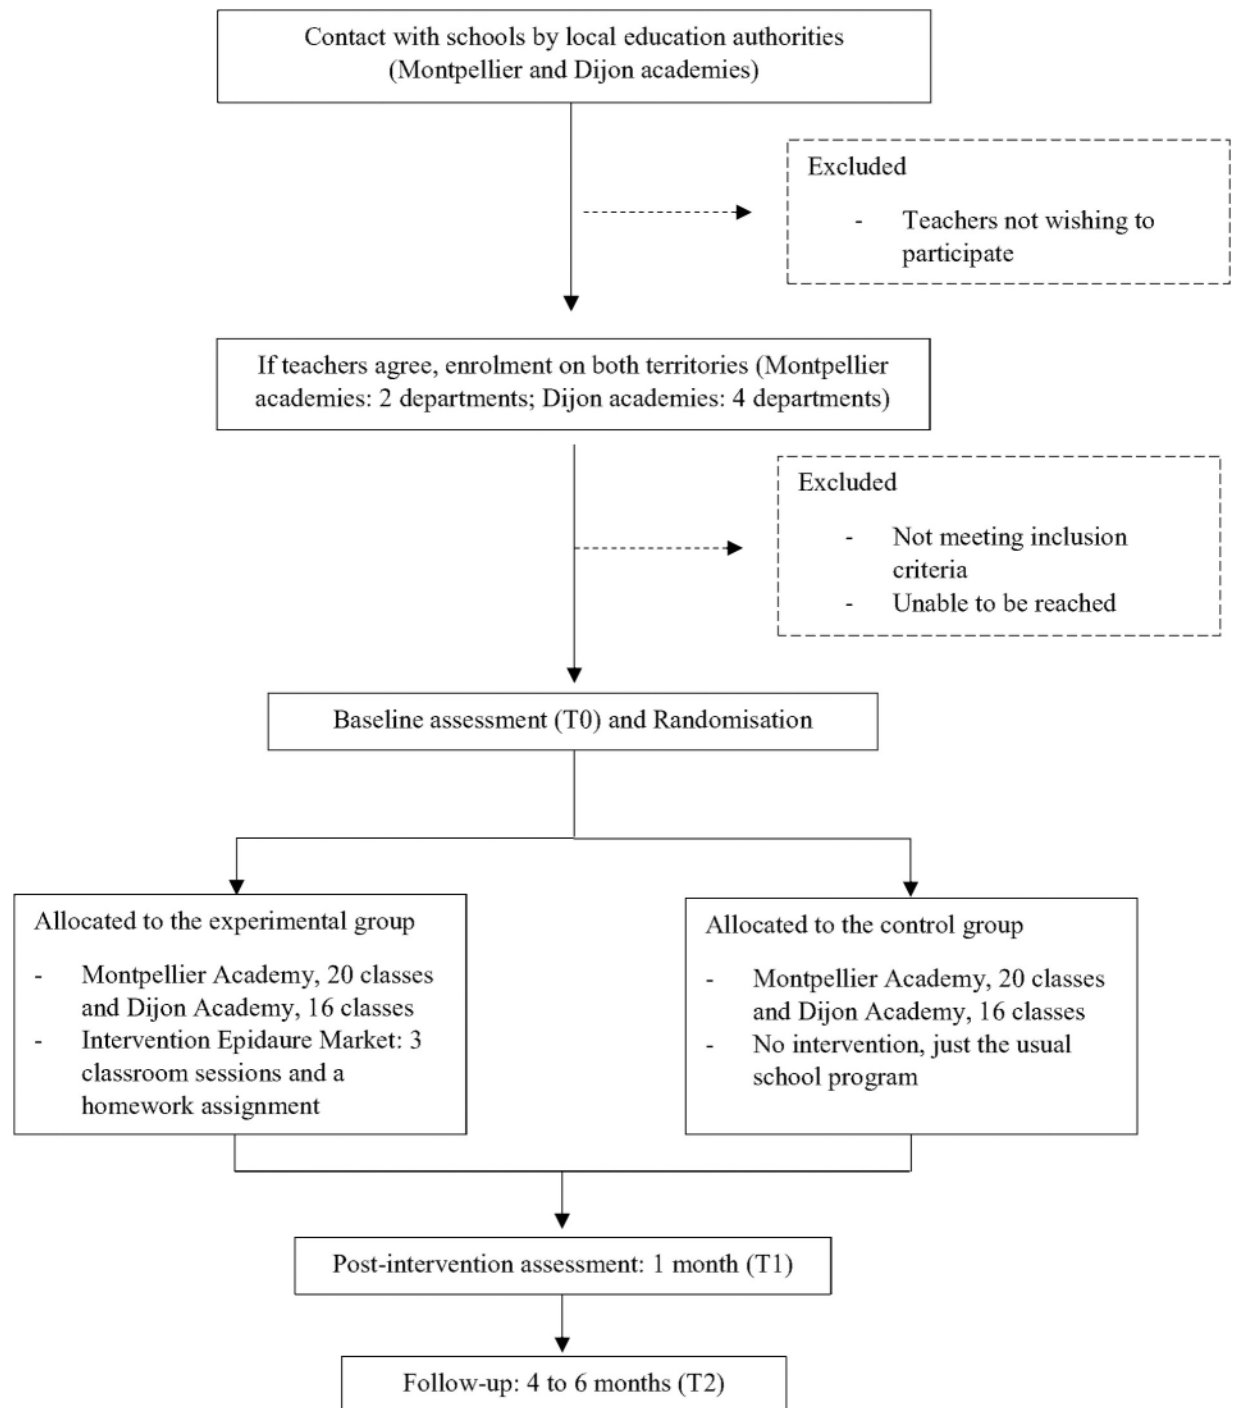 Contact with schools by local education authorities
(Montpellier and Dijon academies)
Excluded
- Teachers not wishing to
participate
If teachers agree, enrolment on both territories (Montpellier
academies: 2 departments; Dijon academies: 4 departments)
Excluded
- Not meeting inclusion
criteria
- Unable to be reached
Baseline assessment (T0) and Randomisation
Allocated to the experimental group
- Montpellier Academy, 20 classes
and Dijon Academy, 16 classes
- Intervention Epidaure Market: 3
classroom sessions and a
homework assignment
Allocated to the control group
- Montpellier Academy, 20 classes
and Dijon Academy, 16 classes
- No intervention, just the usual
school program
Post-intervention assessment: 1 month (T1)
Follow-up: 4 to 6 months (T2)